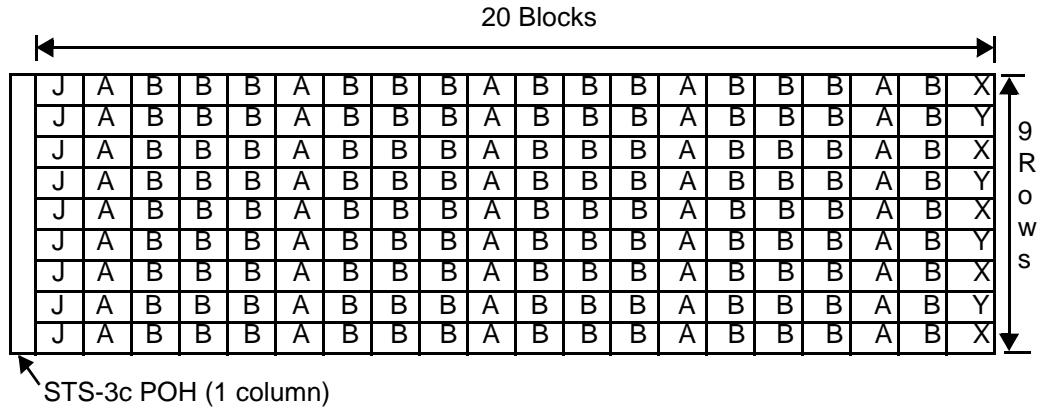 20 Blocks
J A B B B A B B B A B B B A B B B A B X
J A B B B A B B B A B B B A B B B A B Y
J A B B B A B B B A B B B A B B B A B X
J A B B B A B B B A B B B A B B B A B Y
J A B B B A B B B A B B B A B B B A B X
J A B B B A B B B A B B B A B B B A B Y
J A B B B A B B B A B B B A B B B A B X
J A B B B A B B B A B B B A B B B A B Y
J A B B B A B B B A B B B A B B B A B X
9
R
o
w
s
STS-3c POH (1 column)